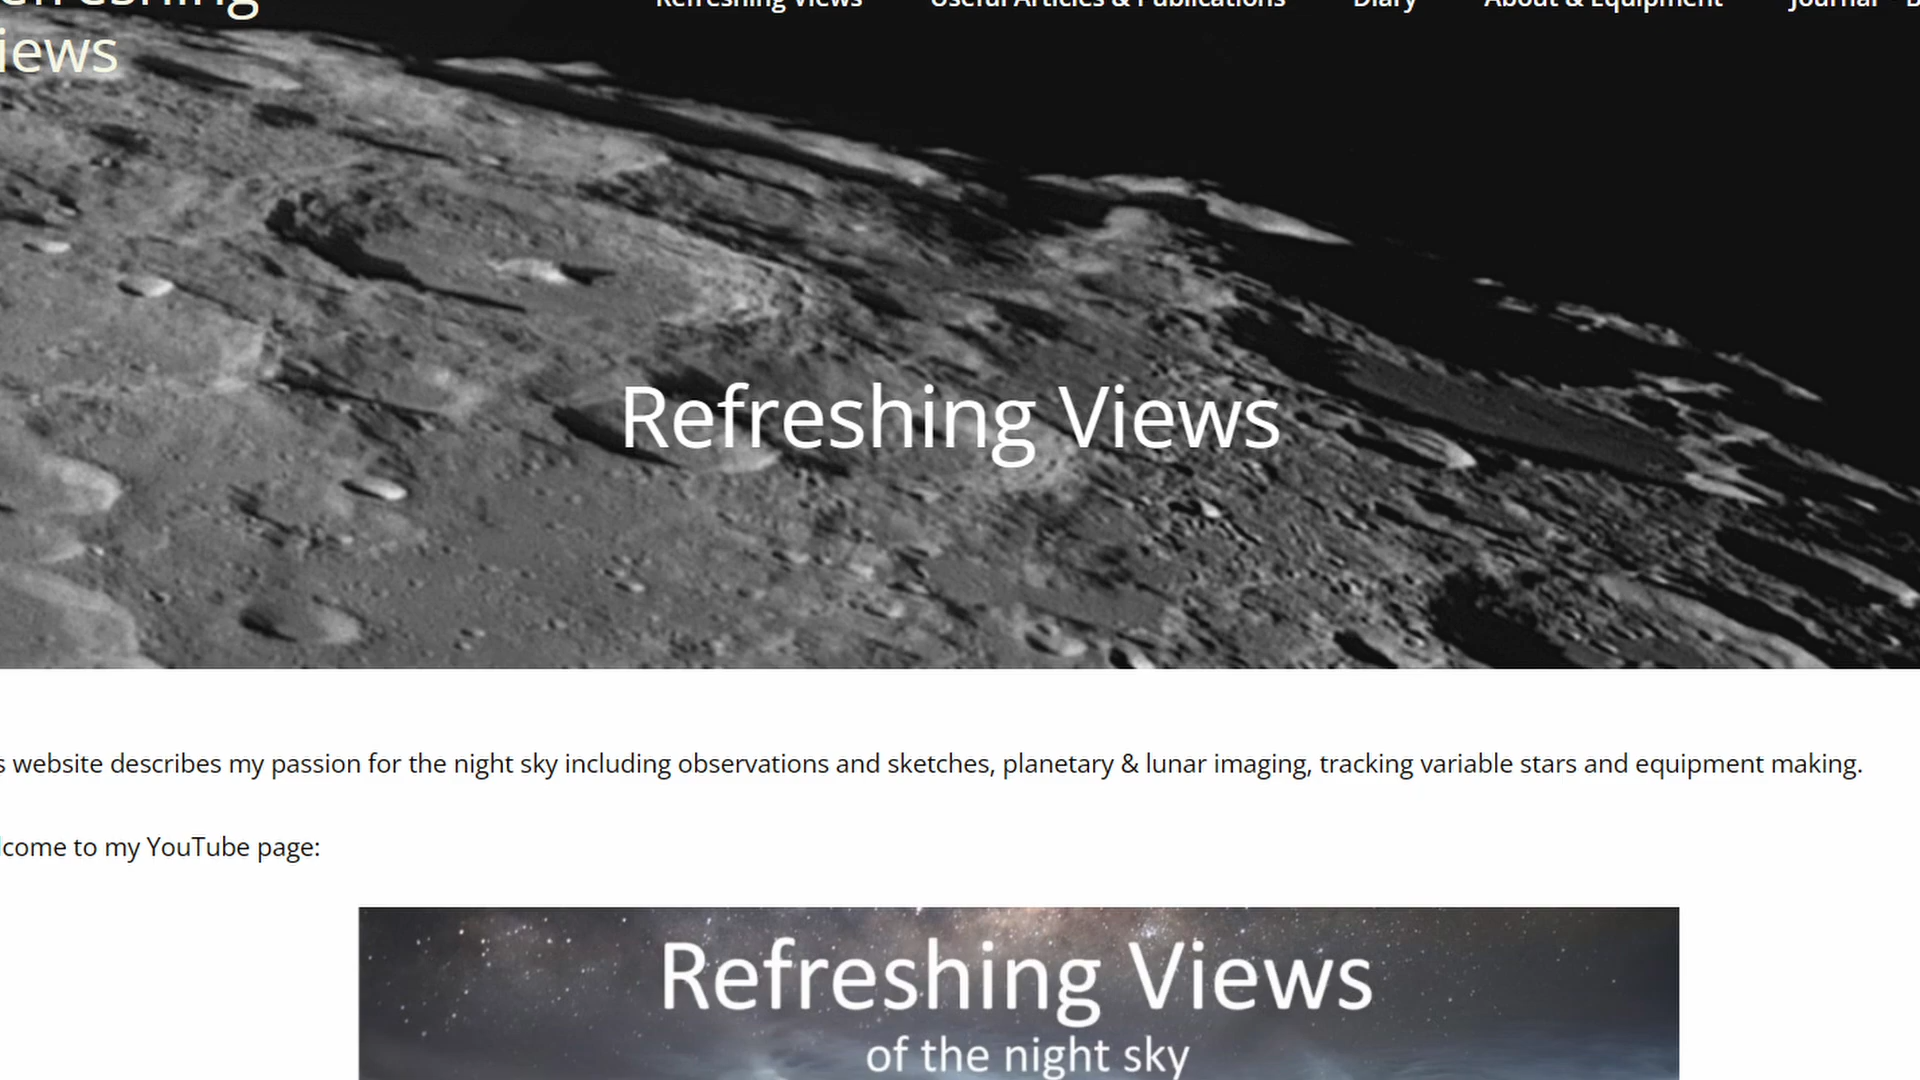 Refreshing Views Useful Articles & Publications Diary About & Equipment Journal
iews
Refreshing Views
website describes my passion for the night sky including observations and sketches, planetary & lunar imaging, tracking variable stars and equipment making.
lcome to my YouTube page:
Refreshing Views
of the night sky